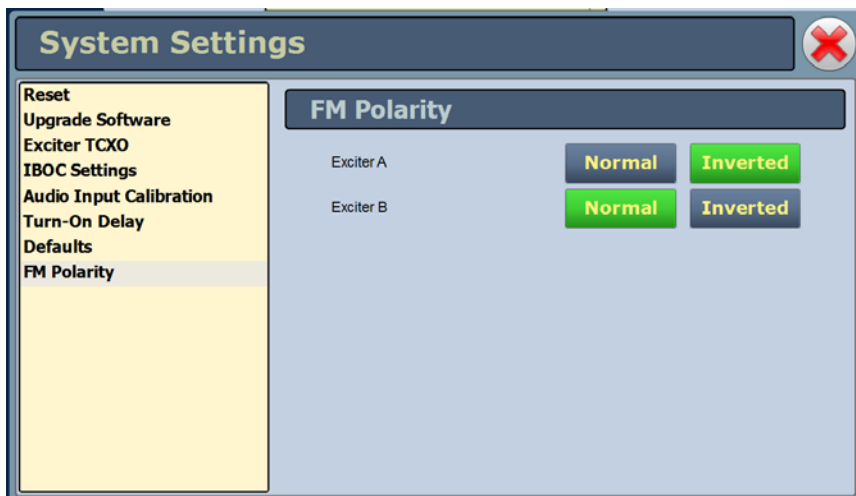 System Settings
Reset
Upgrade Software
Exciter TCXO
IBOC Settings
Audio Input Calibration
Turn-On Delay
Defaults
FM Polarity
FM Polarity
Exciter A Normal Inverted
Exciter B Normal Inverted